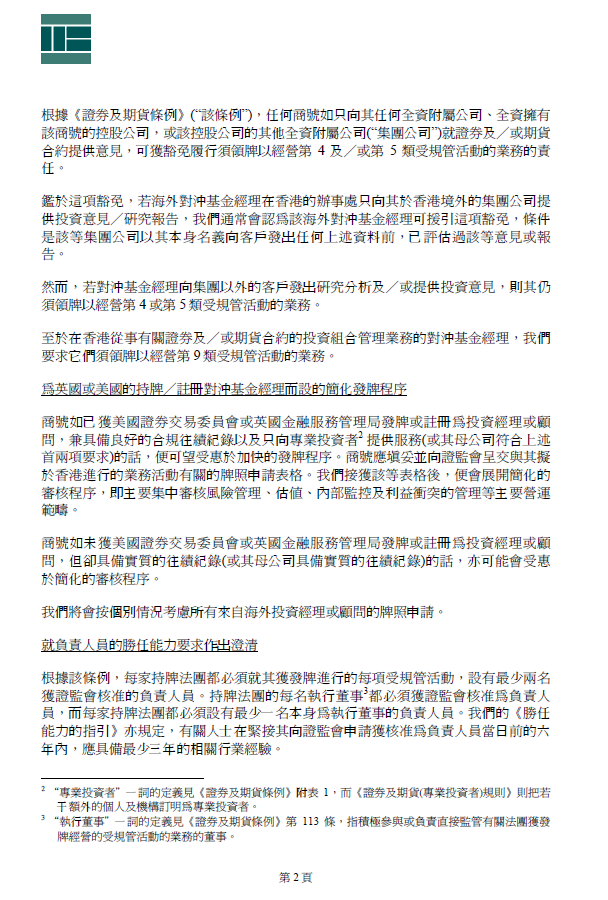 根據《證券及期貨條例》(“該條例”)，任何商號如只向其任何全資附屬公司、全資擁有
該商號的控股公司，或該控股公司的其他全資附屬公司(“集團公司”)就證券及／或期貨
合約提供意見，可獲豁免履行須領牌以經營第 4 及／或第 5 類受規管活動的業務的責
任。
鑑於這項豁免，若海外對沖基金經理在香港的辦事處只向其於香港境外的集團公司提
供投資意見／研究報告，我們通常會認為該海外對沖基金經理可援引這項豁免，條件
是該等集團公司以其本身名義向客戶發出任何上述資料前，已評估過該等意見或報
告。
然而，若對沖基金經理向集團以外的客戶發出研究分析及／或提供投資意見，則其仍
須領牌以經營第 4 或第 5 類受規管活動的業務。
至於在香港從事有關證券及／或期貨合約的投資組合管理業務的對沖基金經理，我們
要求它們須領牌以經營第 9 類受規管活動的業務。
為英國或美國的持牌／註冊對沖基金經理而設的簡化發牌程序
商號如已獲美國證券交易委員會或英國金融服務管理局發牌或註冊為投資經理或顧
問，兼具備良好的合規往績紀錄以及只向專業投資者2 提供服務(或其母公司符合上述
首兩項要求)的話，便可望受惠於加快的發牌程序。商號應填妥並向證監會呈交與其擬
於香港進行的業務活動有關的牌照申請表格。我們接獲該等表格後，便會展開簡化的
審核程序，即主要集中審核風險管理、估值、內部監控及利益衝突的管理等主要營運
範疇。
商號如未獲美國證券交易委員會或英國金融服務管理局發牌或註冊為投資經理或顧
問，但卻具備實質的往績紀錄(或其母公司具備實質的往績紀錄)的話，亦可能會受惠
於簡化的審核程序。
我們將會按個別情況考慮所有來自海外投資經理或顧問的牌照申請。
就負責人員的勝任能力要求作出澄清
根據該條例，每家持牌法團都必須就其獲發牌進行的每項受規管活動，設有最少兩名
獲證監會核准的負責人員。持牌法團的每名執行董事3都必須獲證監會核准為負責人
員，而每家持牌法團都必須設有最少一名本身為執行董事的負責人員。我們的《勝任
能力的指引》亦規定，有關人士在緊接其向證監會申請獲核准為負責人員當日前的六
年內，應具備最少三年的相關行業經驗。
2 “專業投資者”一詞的定義見《證券及期貨條例》附表 1，而《證券及期貨(專業投資者)規則》則把若
干額外的個人及機構訂明為專業投資者。
3 “執行董事”一詞的定義見《證券及期貨條例》第 113 條，指積極參與或負責直接監管有關法團獲發
牌經營的受規管活動的業務的董事。
第 2 頁